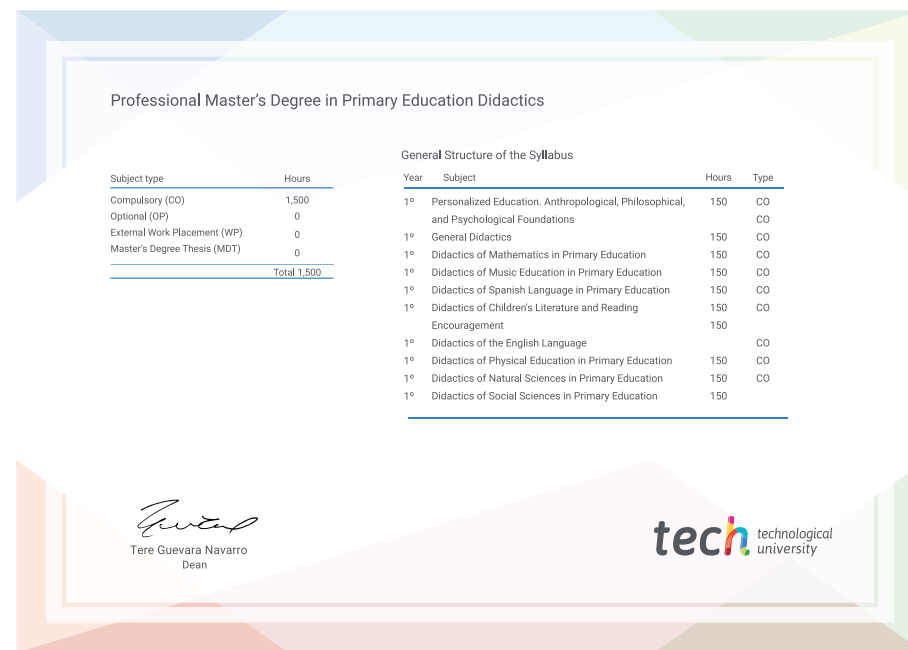 Professional Master's Degree in Primary Education Didactics
Subject type Hours
Compulsory (CO) 1,500
Optional (OP) 0
External Work Placement (WP) 0
Master's Degree Thesis (MDT) 0
Total 1,500
General Structure of the Syllabus
Year Subject Hours Type
1º Personalized Education. Anthropological, Philosophical, 150 CO
and Psychological Foundations CO
1º General Didactics 150 CO
1º Didactics of Mathematics in Primary Education 150 CO
1º Didactics of Music Education in Primary Education 150 CO
1º Didactics of Spanish Language in Primary Education 150 CO
1º Didactics of Children's Literature and Reading 150 CO
Encouragement 150
1º Didactics of the English Language CO
1º Didactics of Physical Education in Primary Education 150 CO
1º Didactics of Natural Sciences in Primary Education 150 CO
1º Didactics of Social Sciences in Primary Education 150
Tere Guevara Navarro
Dean
tech technological
university